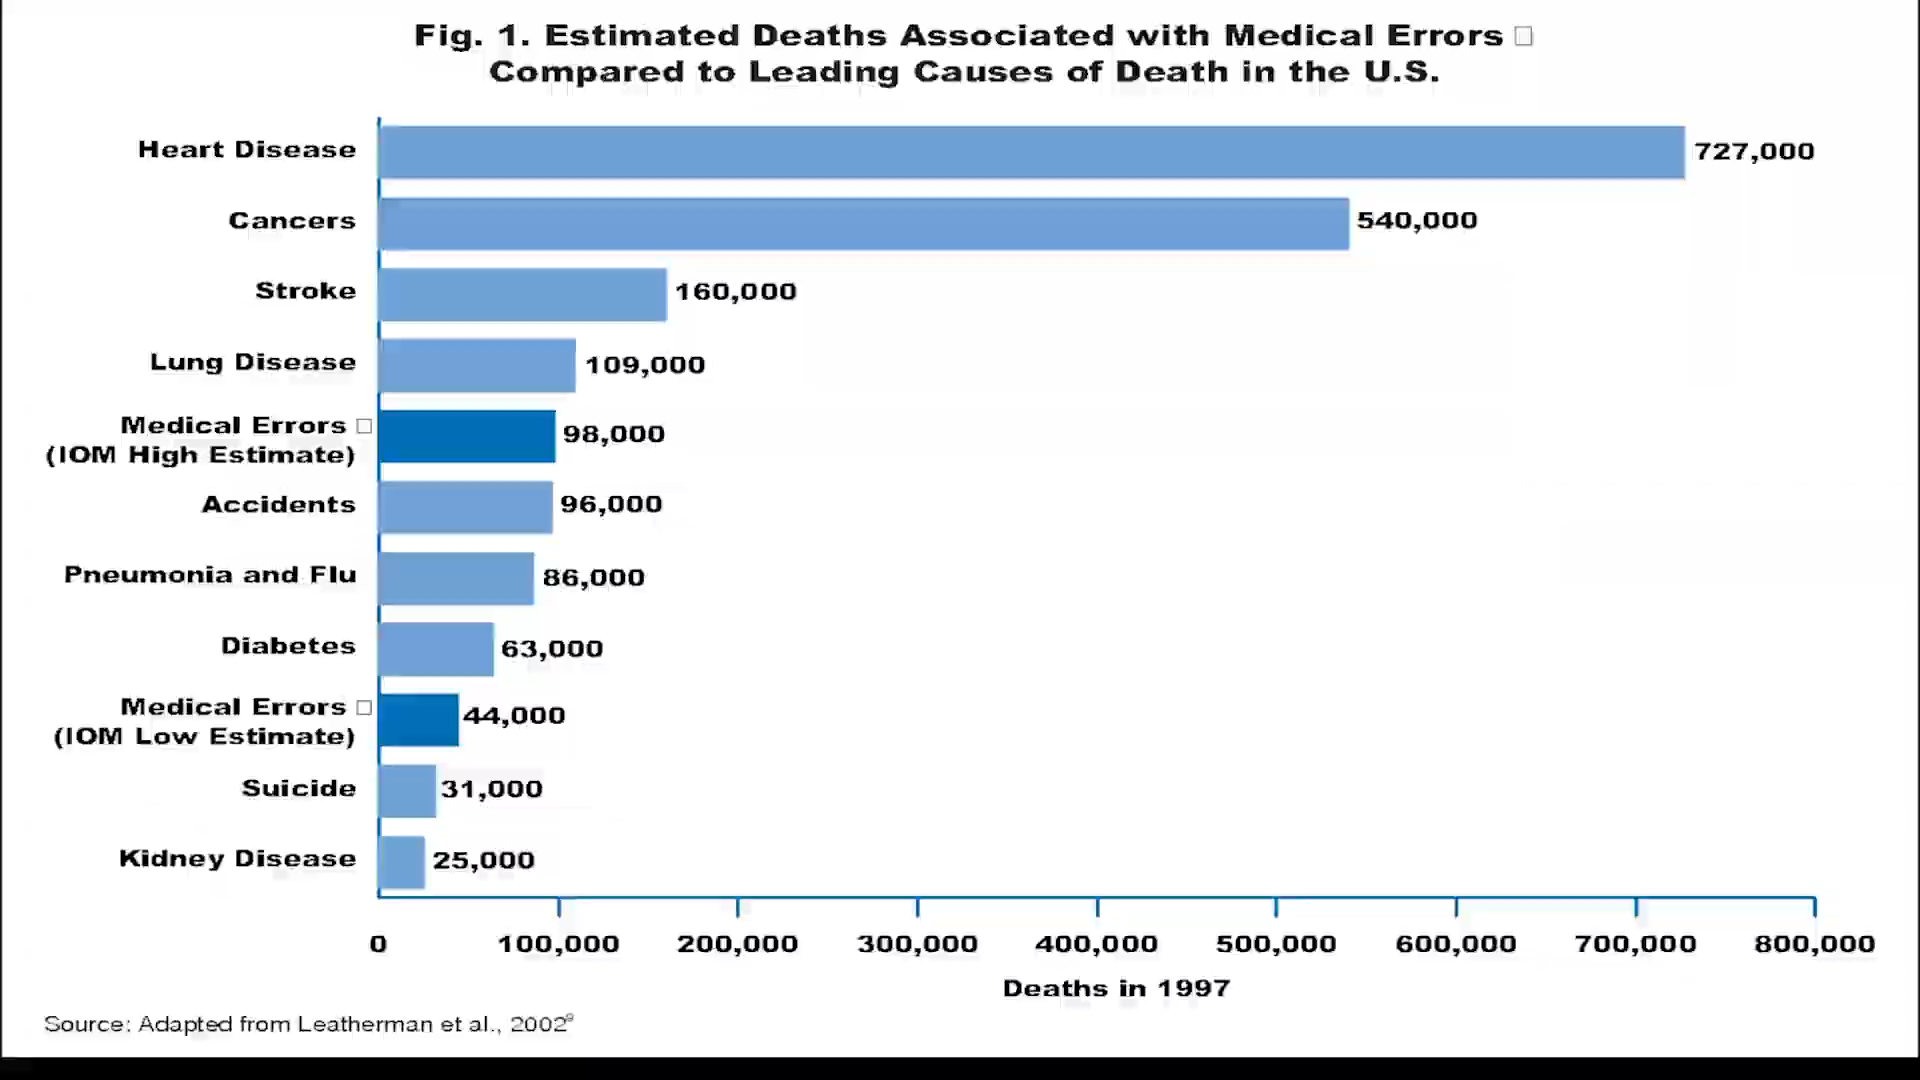 Fig. 1. Estimated Deaths Associated with Medical Errors
Compared to Leading Causes of Death in the U.S.
Heart Disease 727,000
Cancers 540,000
Stroke 160,000
Lung Disease 109,000
Medical Errors
(IOM High Estimate) 98,000
Accidents 96,000
Pneumonia and Flu 86,000
Diabetes 63,000
Medical Errors
(IOM Low Estimate) 44,000
Suicide 31,000
Kidney Disease 25,000
0 100,000 200,000 300,000 400,000 500,000 600,000 700,000 800,000
Deaths in 1997
Source: Adapted from Leatherman et al., 2002